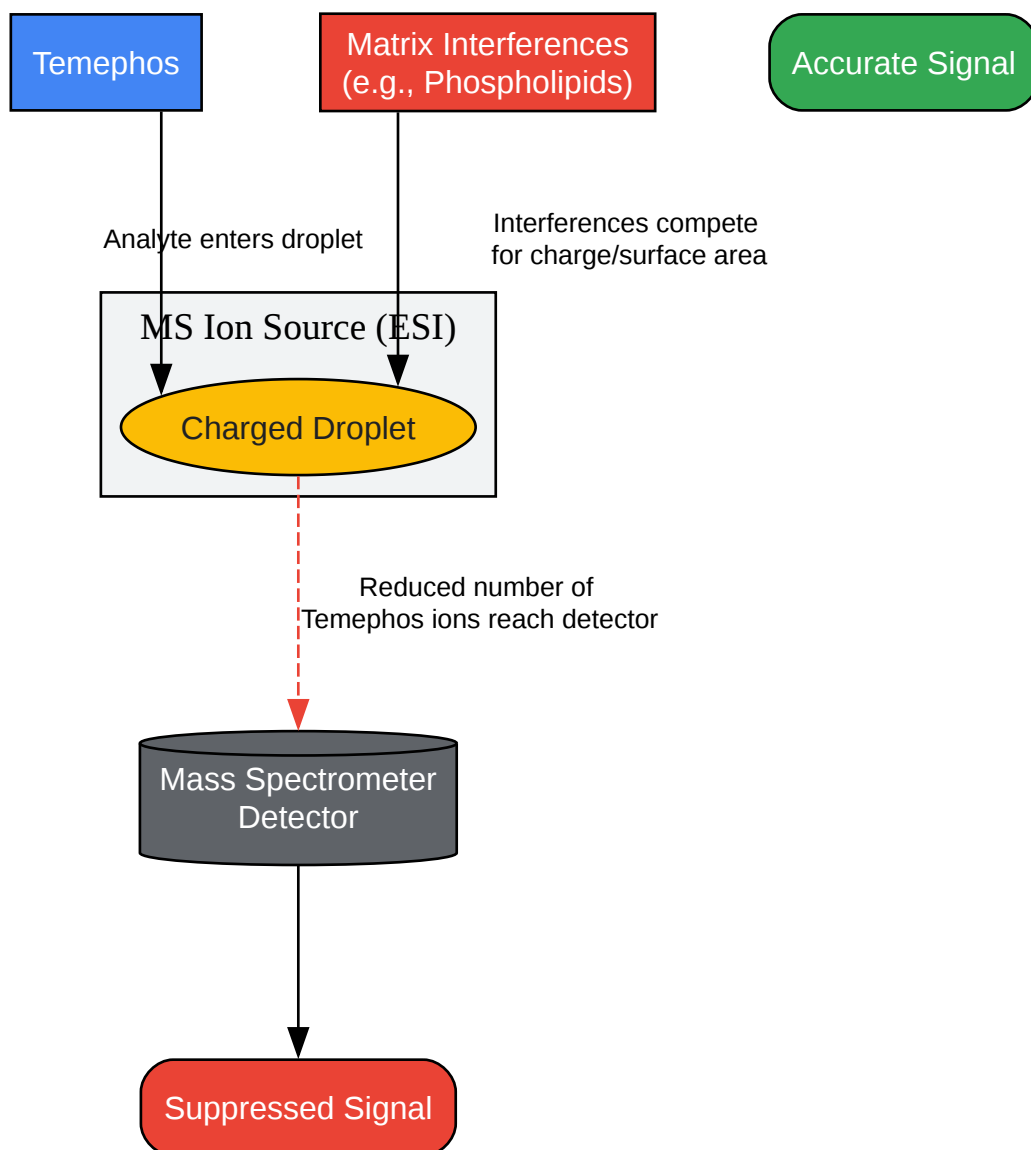 Temephos
Matrix Interferences
(e.g., Phospholipids)
Accurate Signal
Analyte enters droplet
Interferences compete
for charge/surface area
MS Ion Source (ESI)
Charged Droplet
Reduced number of
Temephos ions reach detector
Mass Spectrometer
Detector
Suppressed Signal